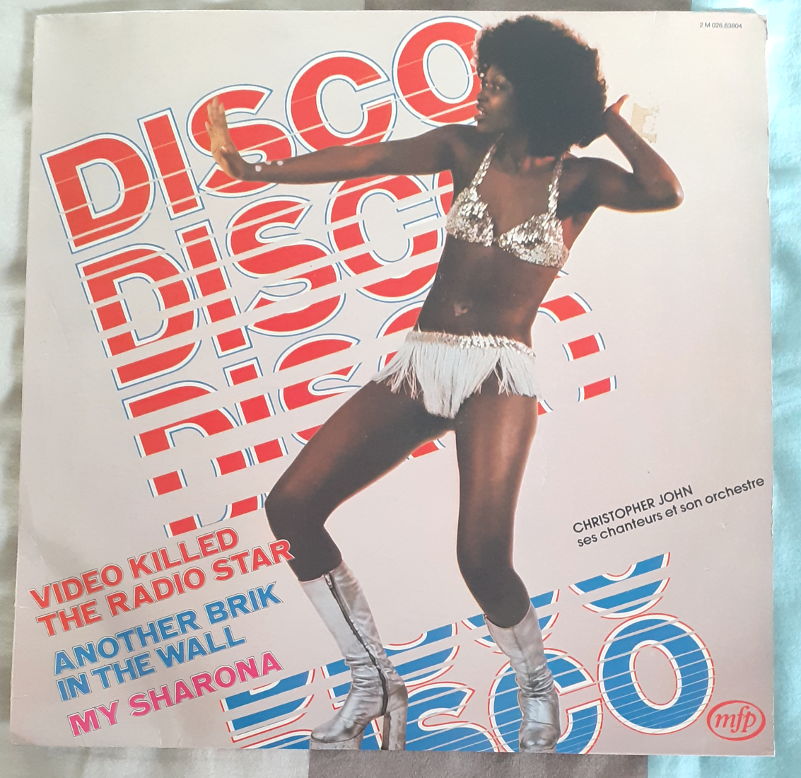 2 M 026.63804
DISCO
DISCO
DISCO
CHRISTOPHER JOHN
ses chanteurs et son orchestre
VIDEO KILLED
THE RADIO STAR
ANOTHER BRIK
IN THE WALL
MY SHARONA
DISCO
mfp